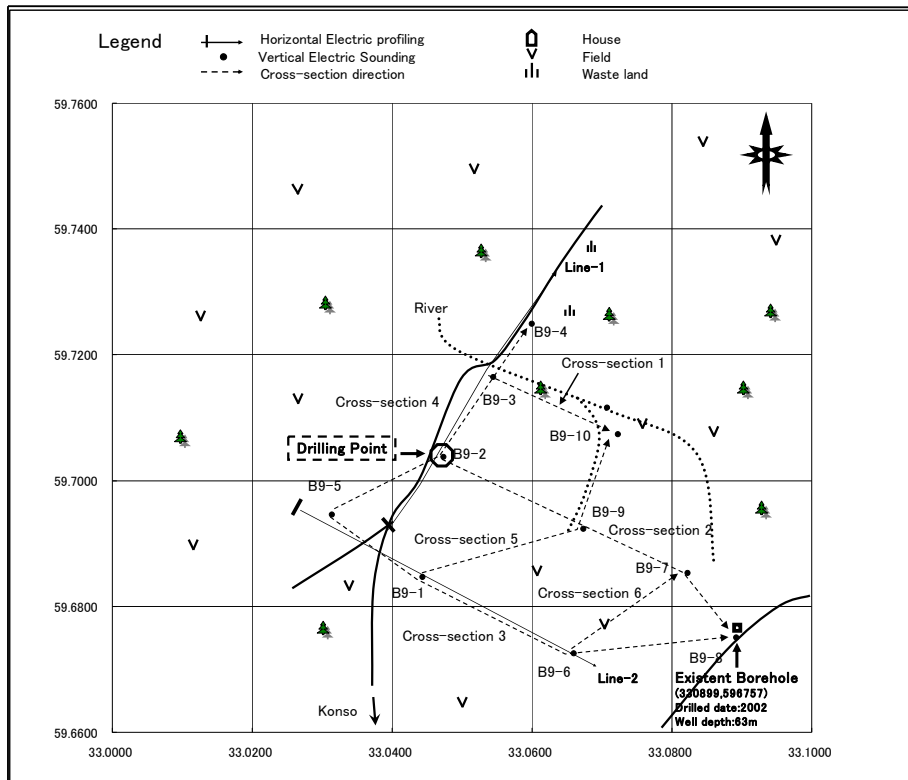 Legend
Horizontal Electric profiling
House
Vertical Electric Sounding
Field
Cross-section direction
Waste land
59.7600
59.7400
Line-1
River
B9-4
59.7200
Cross-section 1
Cross-section 4
B9-3
B9-10
Drilling Point
B9-2
B9-5
59.7000
B9-9
Cross-section 2
Cross-section 5
B9-7
B9-1
Cross-section 6
59.6800
Cross-section 3
B9-8
B9-6
Line-2
Existent Borehole
(330899,596757)
Drilled date:2002
Well depth:63m
Konso
59.6600
33.0000 33.0200 33.0400 33.0600 33.0800 33.1000